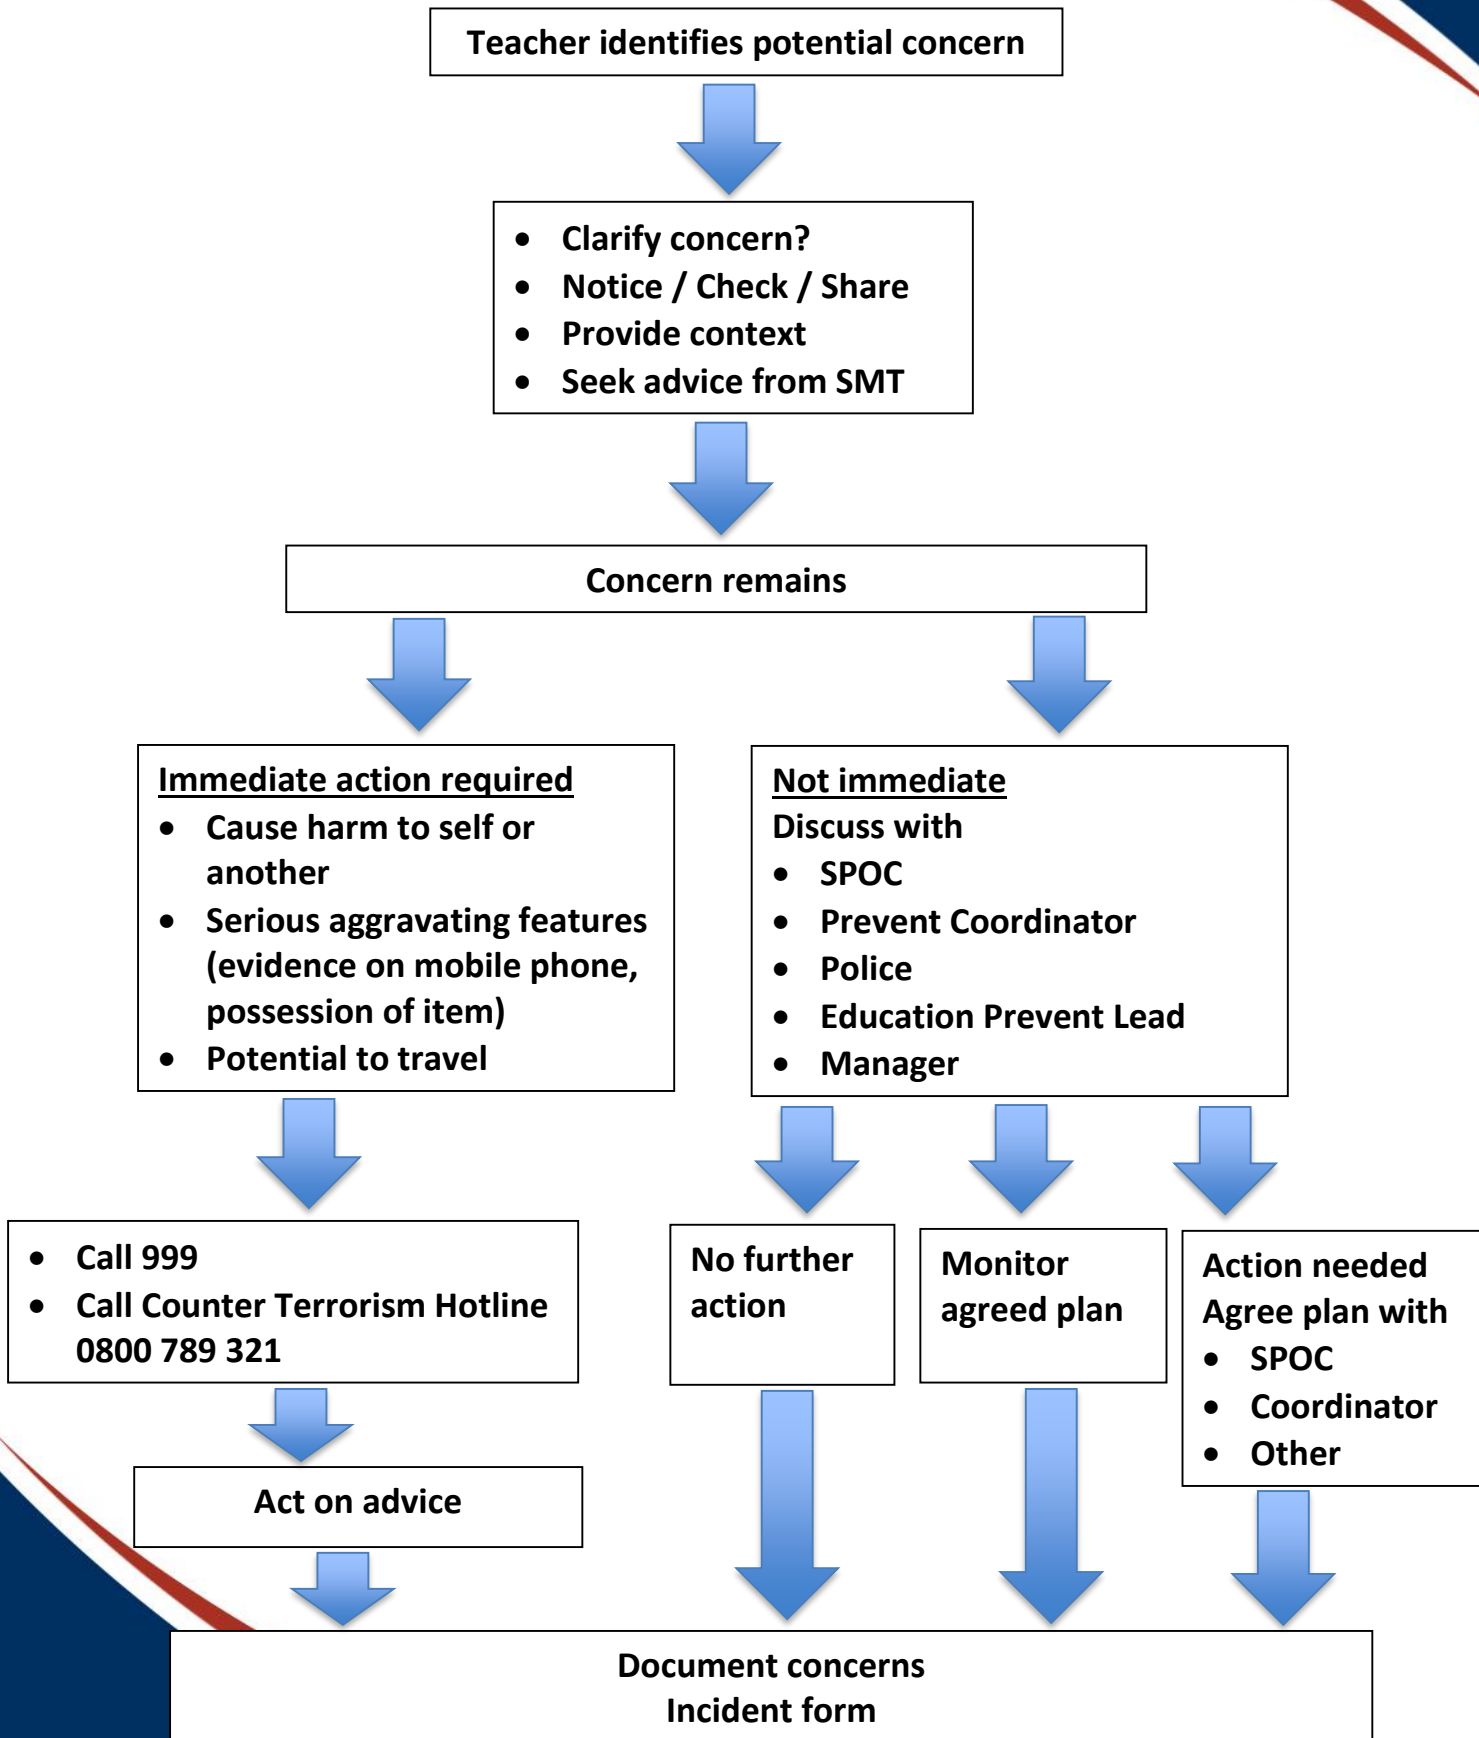 Teacher identifies potential concern
• Clarify concern?
• Notice / Check / Share
• Provide context
• Seek advice from SMT
Concern remains
Immediate action required
• Cause harm to self or
another
• Serious aggravating features
(evidence on mobile phone,
possession of item)
• Potential to travel
Not immediate
Discuss with
• SPOC
• Prevent Coordinator
• Police
• Education Prevent Lead
• Manager
• Call 999
• Call Counter Terrorism Hotline
0800 789 321
No further
action
Monitor
agreed plan
Action needed
Agree plan with
• SPOC
• Coordinator
• Other
Act on advice
Document concerns
Incident form